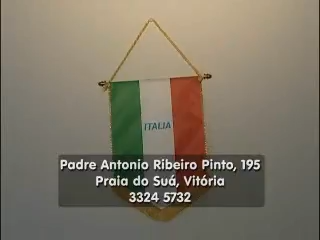 ITALIA
Padre Antonio Ribeiro Pinto, 195
Praia do Suá, Vitória
3324 5732